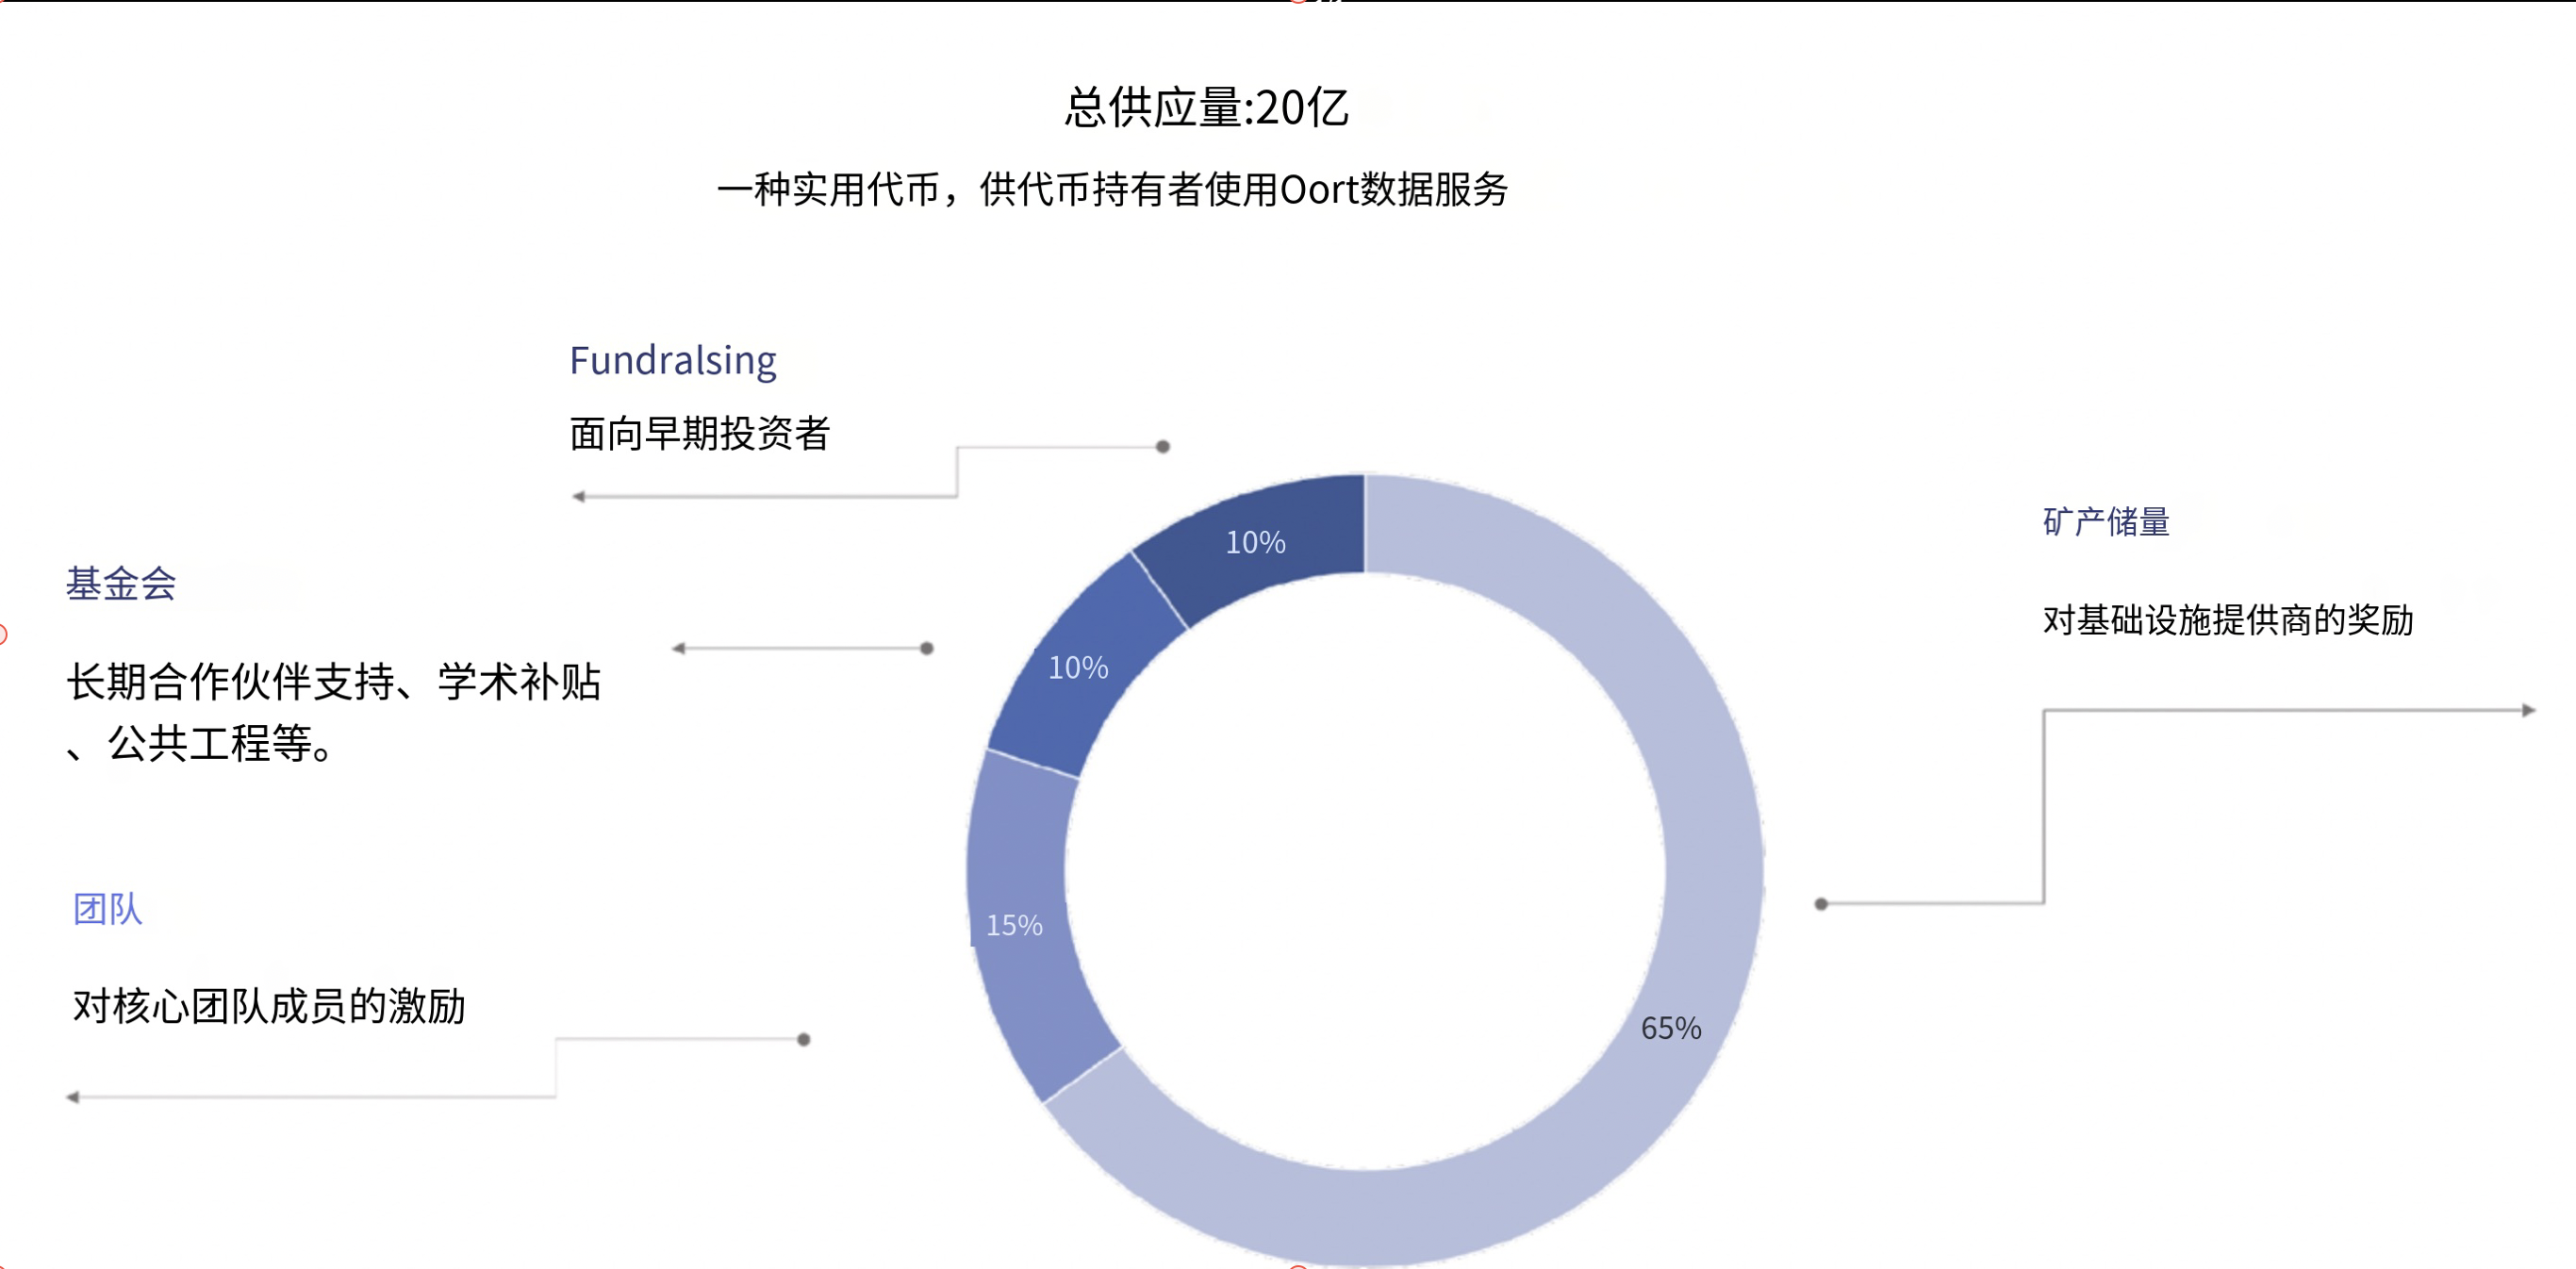 总供应量:20亿
一种实用代币，供代币持有者使用Oort数据服务
Fundralsing
面向早期投资者
矿产储量
对基础设施提供商的奖励
基金会
长期合作伙伴支持、学术补贴
、公共工程等。
团队
对核心团队成员的激励
10%
10%
15%
65%